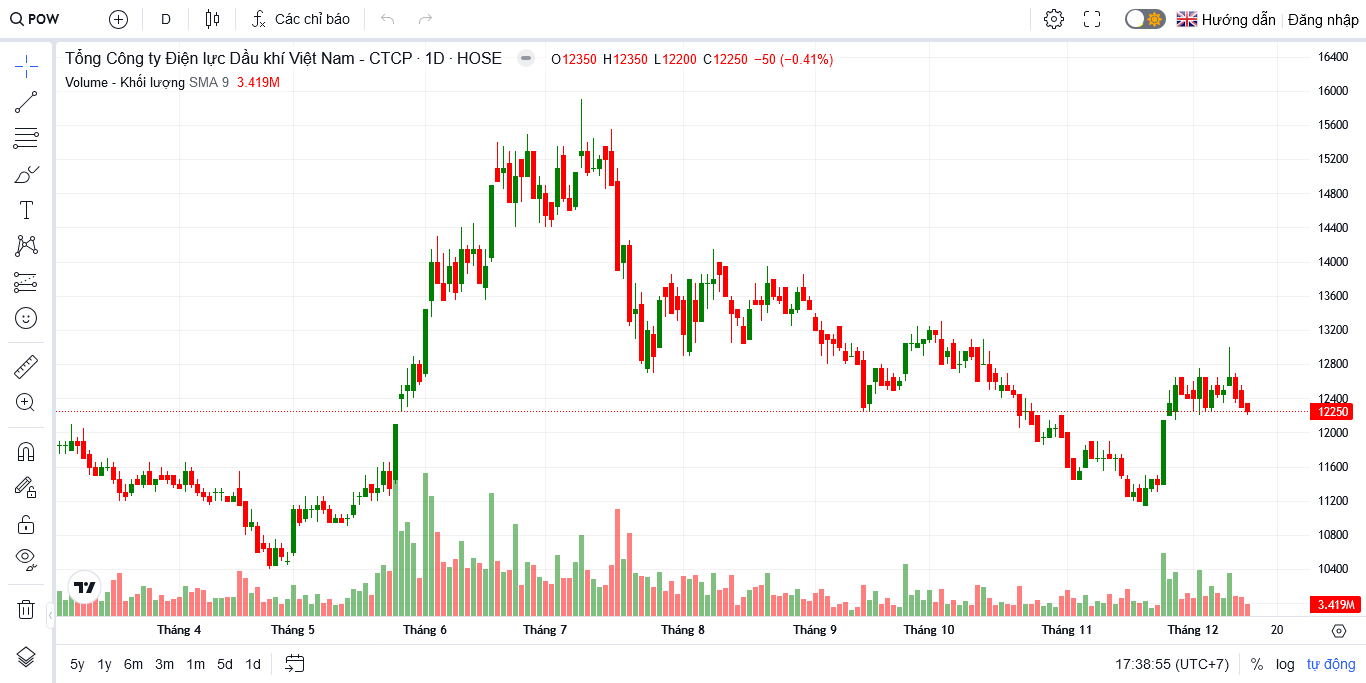 POW D Các chỉ báo Hướng dẫn Đăng nhập
Tổng Công ty Điện lực Dầu khí Việt Nam - CTCP · 1D · HOSE O12350 H12350 L12200 C12250 −50 (−0.41%)
Volume - Khối lượng SMA 9 3.419M
16400
16000
15600
15200
14800
14400
14000
13600
13200
12800
12400
12250
12000
11600
11200
10800
10400
3.419M
Tháng 4 Tháng 5 Tháng 6 Tháng 7 Tháng 8 Tháng 9 Tháng 10 Tháng 11 Tháng 12 20
5y 1y 6m 3m 1m 5d 1d 17:38:55 (UTC+7) % log tự động